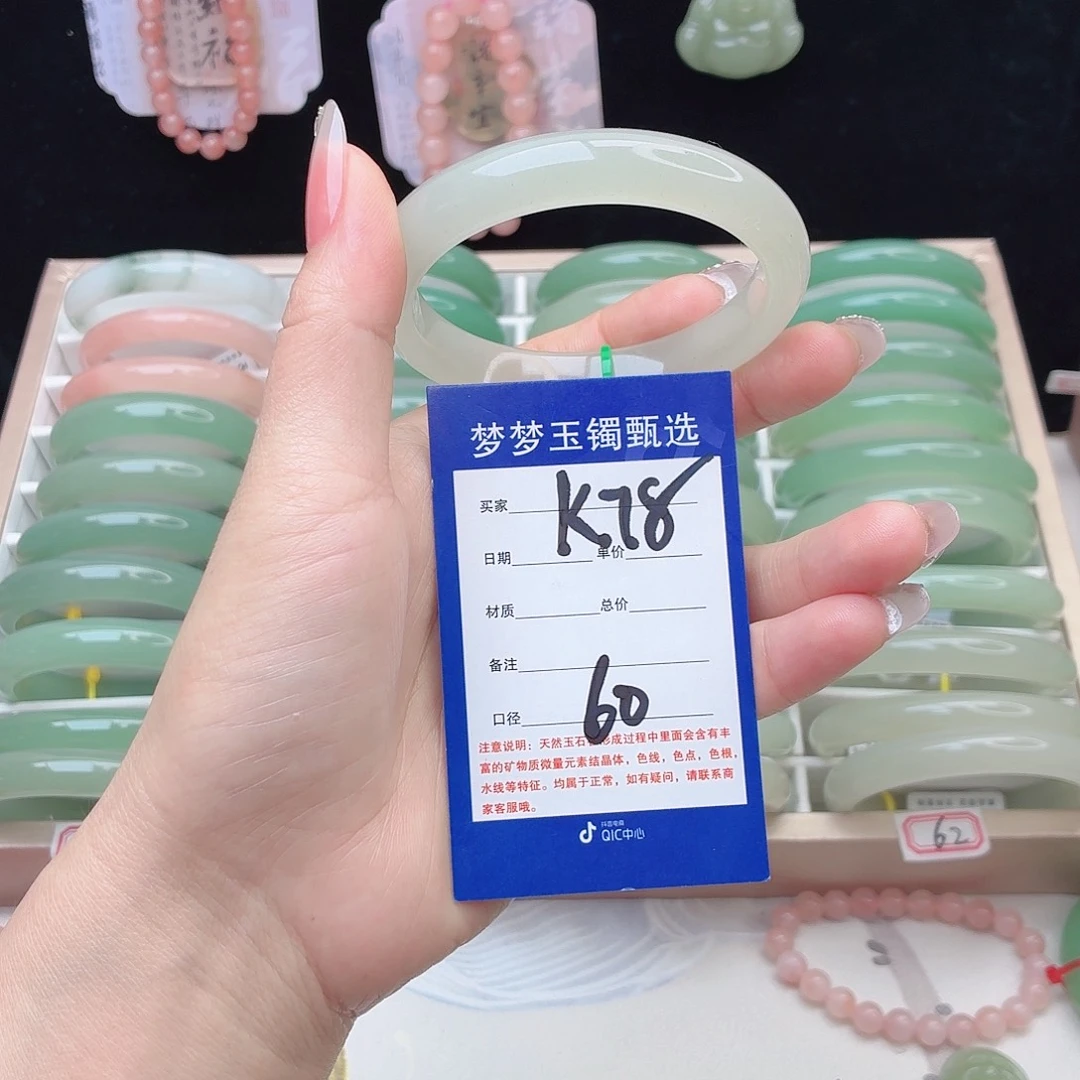 梦梦玉镯甄选
买家 K78
日期 单价
材质 总价
备注
口径 60
注意说明：天然玉石在形成过程中里面会含有丰
富的矿物质微量元素结晶体，色线，色点，色根，
水线等特征。均属于正常，如有疑问，请联系商
家客服哦。
抖音电商
QIC中心
62